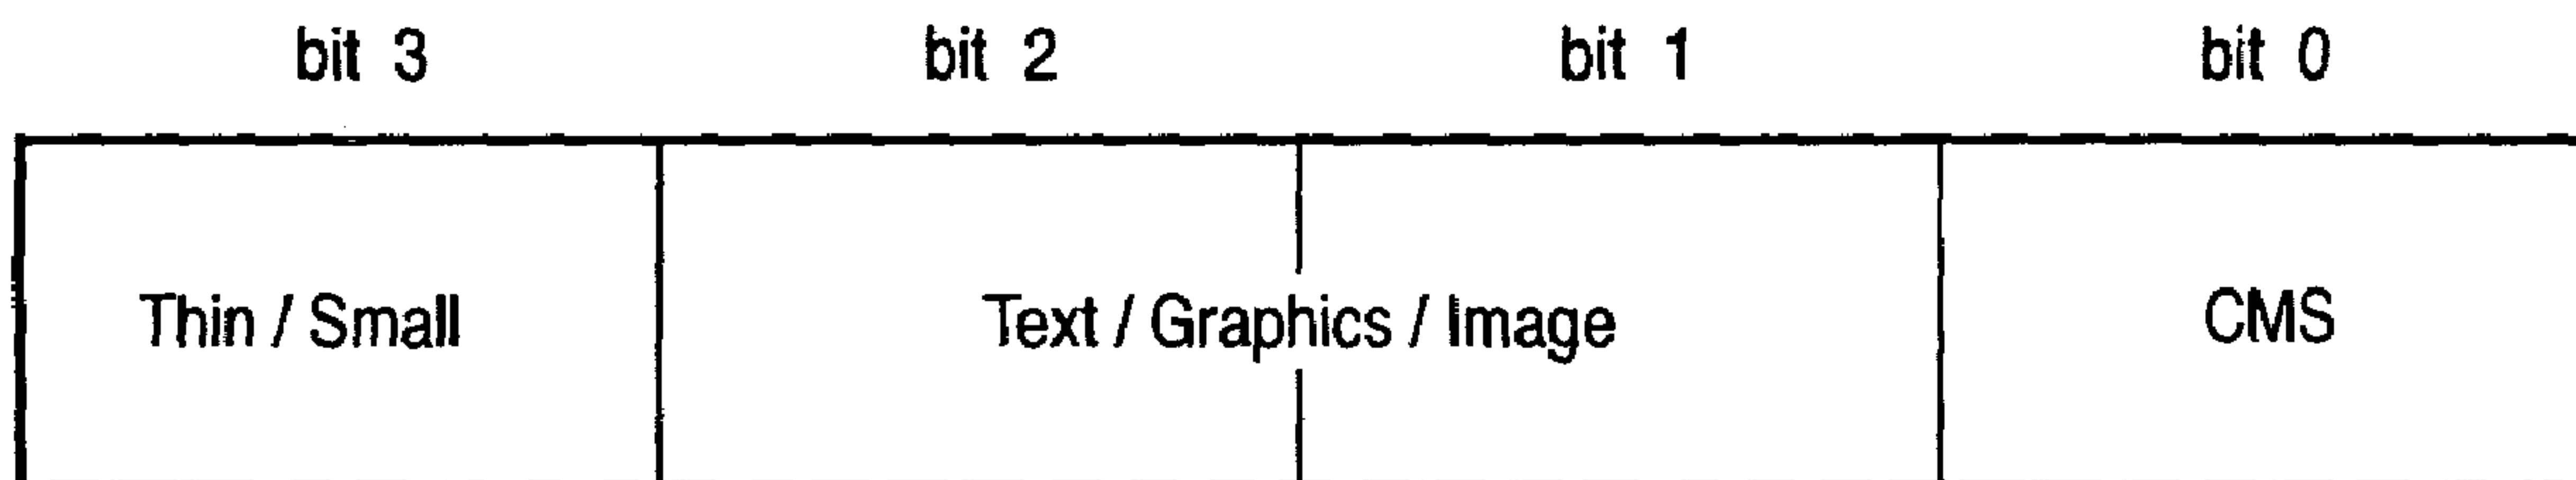 bit 3 bit 2 bit 1 bit 0
Thin / Small Text / Graphics / Image CMS